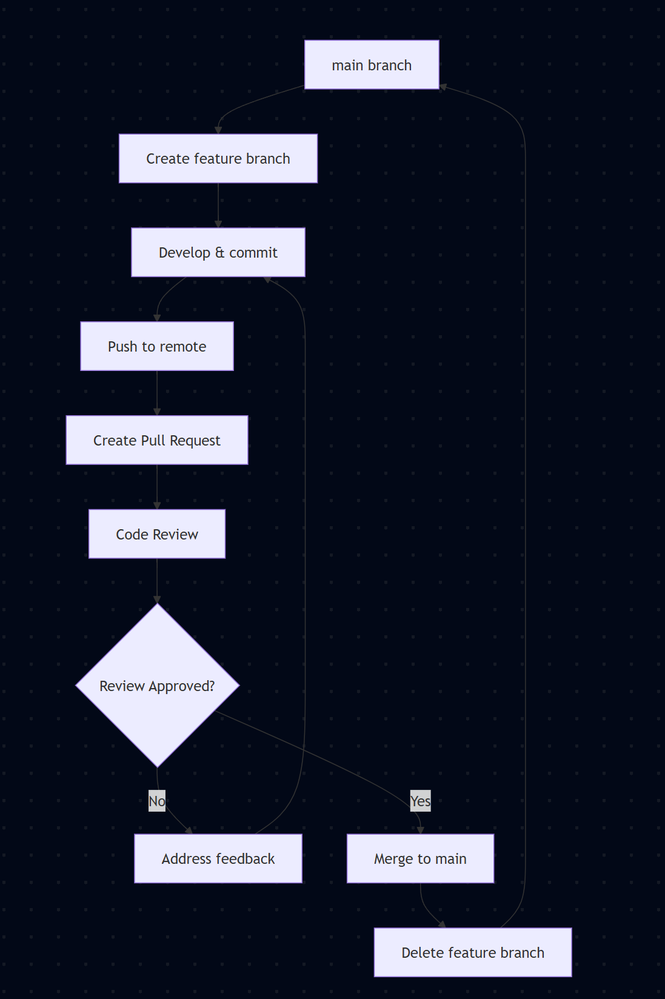 main branch
Create feature branch
Develop & commit
Push to remote
Create Pull Request
Code Review
Review Approved?
No
Yes
Address feedback
Merge to main
Delete feature branch